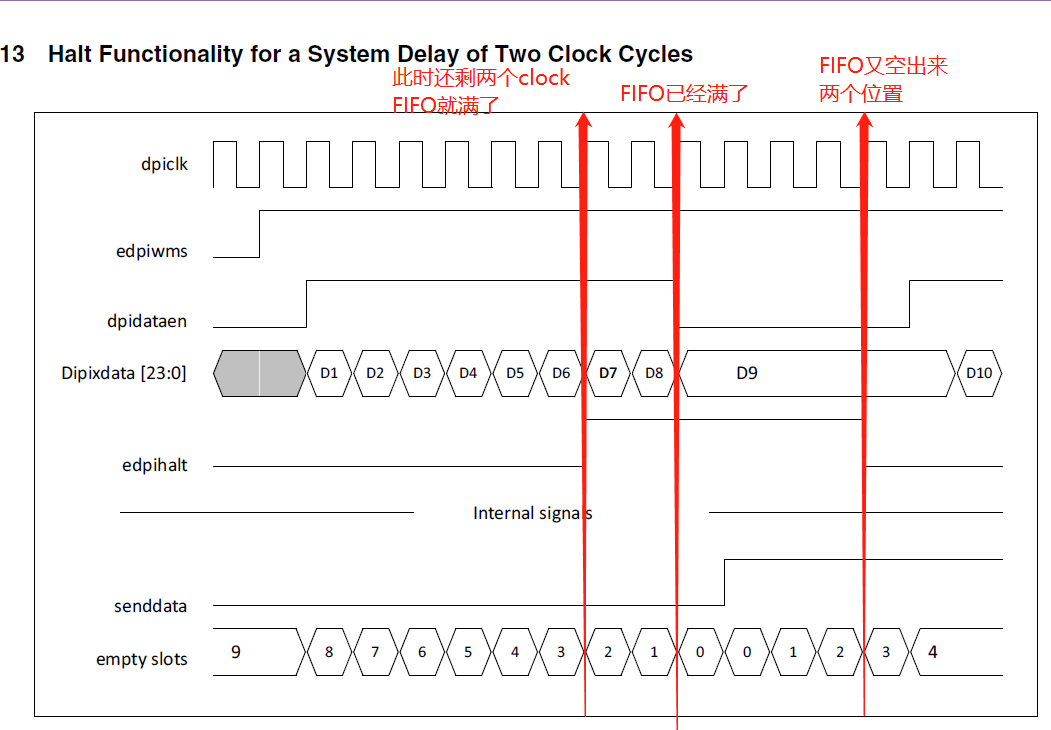 13 Halt Functionality for a System Delay of Two Clock Cycles
此时还剩两个clock
FIFO就满了
FIFO已经满了
FIFO又空出来
两个位置
dpiclk
edpiwms
dpidataen
Dipixdata [23:0]
D1 D2 D3 D4 D5 D6 D7 D8 D9 D10
edpihalt
Internal signals
senddata
empty slots
9 8 7 6 5 4 3 2 1 0 0 1 2 3 4